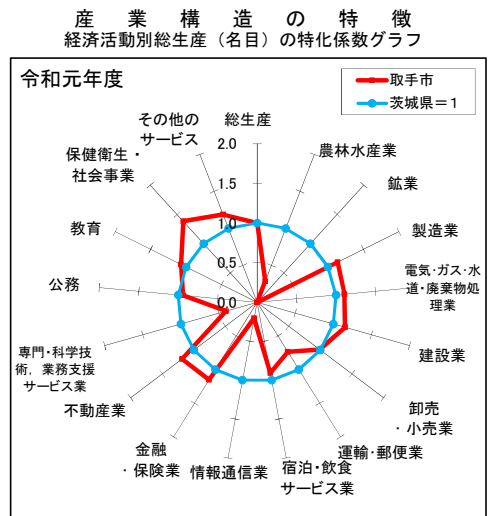 産業構造の特徴
経済活動別総生産（名目）の特化係数グラフ
令和元年度
取手市
茨城県＝１
総生産
農林水産業
鉱業
製造業
電気・ガス・水
道・廃棄物処
理業
建設業
卸売
・小売業
運輸・郵便業
宿泊・飲食
サービス業
情報通信業
金融
・保険業
不動産業
専門・科学技
術，業務支援
サービス業
公務
教育
保健衛生・
社会事業
その他の
サービス
2.0
1.5
1.0
0.5
0.0